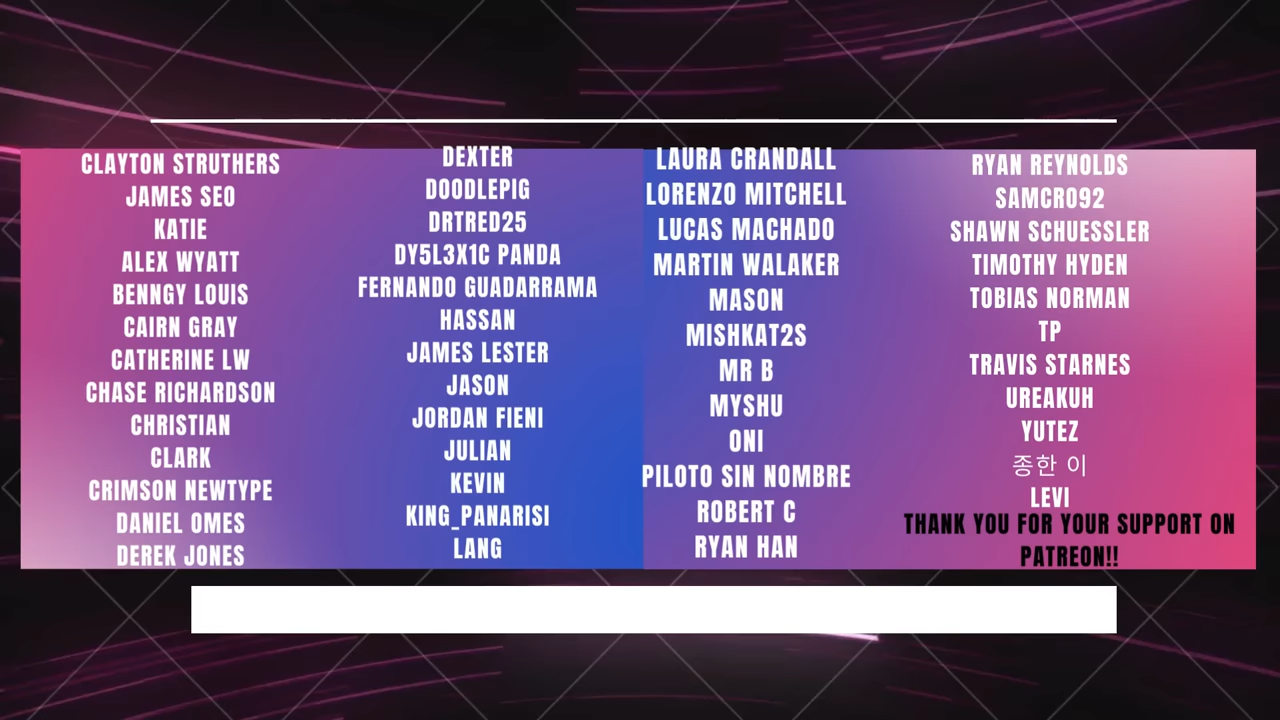 CLAYTON STRUTHERS
JAMES SEO
KATIE
ALEX WYATT
BENNGY LOUIS
CAIRN GRAY
CATHERINE LW
CHASE RICHARDSON
CHRISTIAN
CLARK
CRIMSON NEWTYPE
DANIEL OMES
DEREK JONES
DEXTER
DOODLEPIG
DRTRED25
DY5L3X1C PANDA
FERNANDO GUADARRAMA
HASSAN
JAMES LESTER
JASON
JORDAN FIENI
JULIAN
KEVIN
KING_PANARISI
LANG
LAURA CRANDALL
LORENZO MITCHELL
LUCAS MACHADO
MARTIN WALAKER
MASON
MISHKAT2S
MR B
MYSHU
ONI
PILOTO SIN NOMBRE
ROBERT C
RYAN HAN
RYAN REYNOLDS
SAMCRO92
SHAWN SCHUESSLER
TIMOTHY HYDEN
TOBIAS NORMAN
TP
TRAVIS STARNES
UREAKUH
YUTEZ
종한 이
LEVI
THANK YOU FOR YOUR SUPPORT ON
PATREON!!